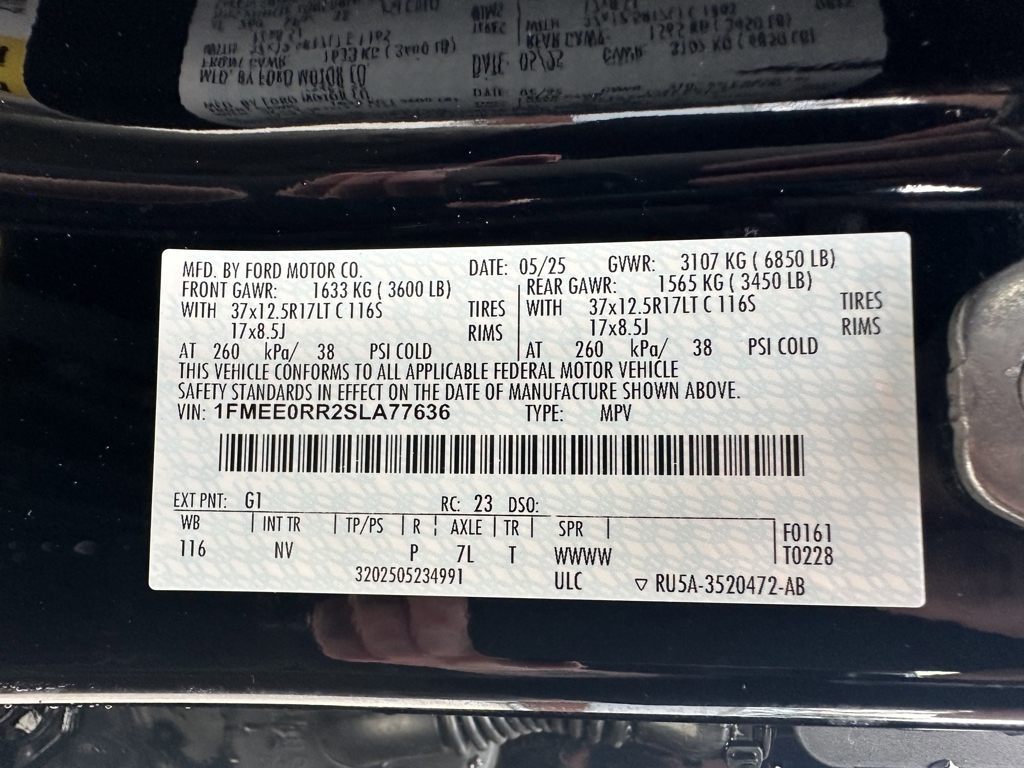 MFD. BY FORD MOTOR CO. DATE: 05/25 GVWR: 3107 KG ( 6850 LB)
FRONT GAWR: 1633 KG ( 3600 LB) REAR GAWR: 1565 KG ( 3450 LB)
WITH 37x12.5R17LT C 116S TIRES WITH 37x12.5R17LT C 116S TIRES
17x8.5J RIMS 17x8.5J RIMS
AT 260 kPa/ 38 PSI COLD AT 260 kPa/ 38 PSI COLD
THIS VEHICLE CONFORMS TO ALL APPLICABLE FEDERAL MOTOR VEHICLE
SAFETY STANDARDS IN EFFECT ON THE DATE OF MANUFACTURE SHOWN ABOVE.
VIN: 1FMEE0RR2SLA77636 TYPE: MPV
EXT PNT: G1 RC: 23 DSO:
WB INT TR TP/PS R AXLE TR SPR F0161
116 NV P 7L T WWWW T0228
3202505234991 ULC ▽ RU5A-3520472-AB